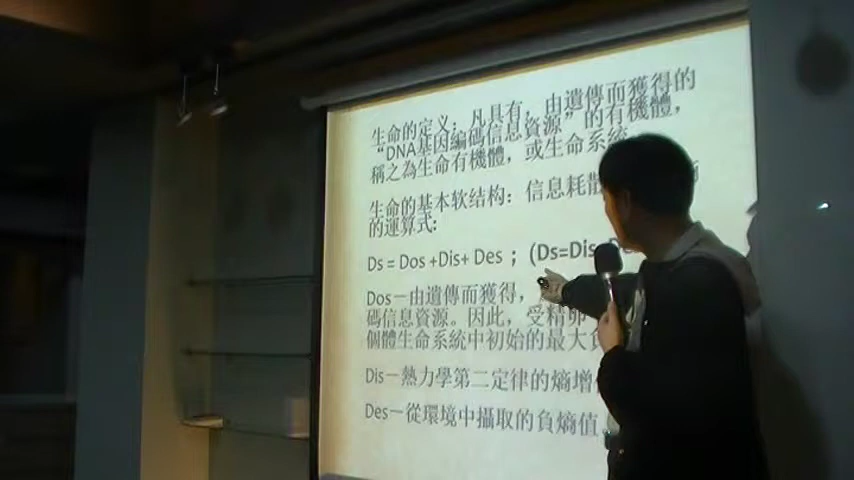 生命的定义：凡具有，由遺傳而獲得的
“DNA基因編碼信息資源”的有機體，
稱之為生命有機體，或生命系統
生命的基本软结构：信息耗散
的運算式:
Ds = Dos +Dis+ Des ；(Ds=Dis
Dos－由遺傳而獲得，
碼信息資源。因此，受精卵
個體生命系統中初始的最大
Dis－熱力學第二定律的熵增
Des－從環境中攝取的負熵值